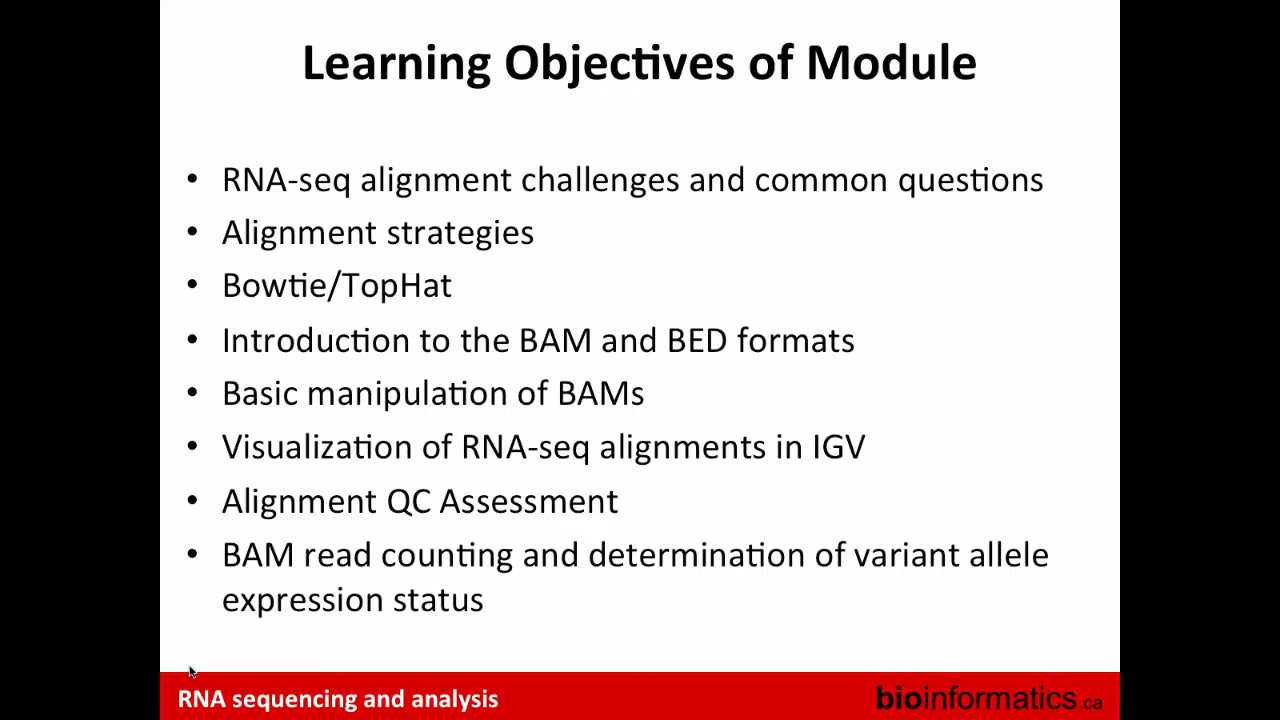 Learning Objectives of Module
• RNA-seq alignment challenges and common questions
• Alignment strategies
• Bowtie/TopHat
• Introduction to the BAM and BED formats
• Basic manipulation of BAMs
• Visualization of RNA-seq alignments in IGV
• Alignment QC Assessment
• BAM read counting and determination of variant allele
expression status
RNA sequencing and analysis
bioinformatics.ca